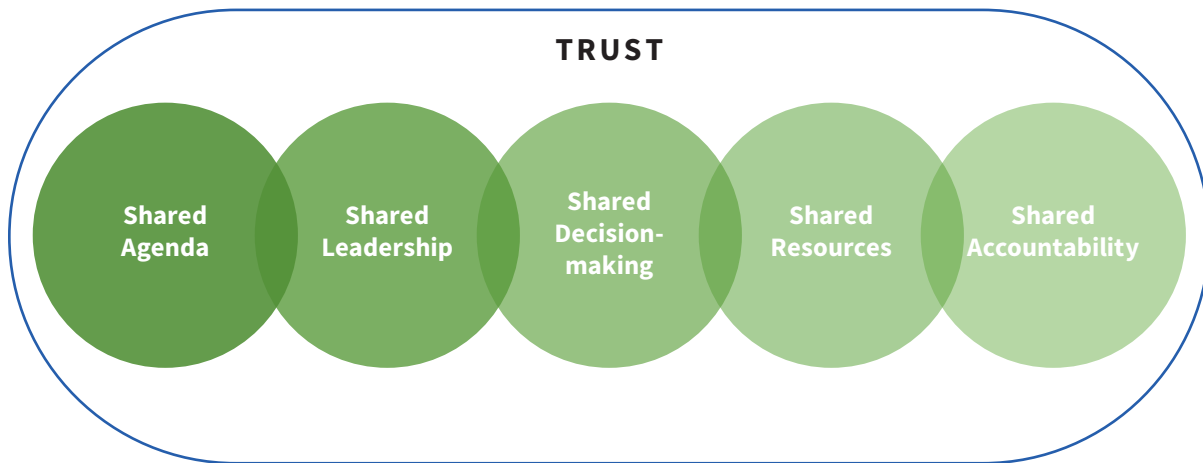 TRUST
Shared
Agenda
Shared
Leadership
Shared
Decision-
making
Shared
Resources
Shared
Accountability